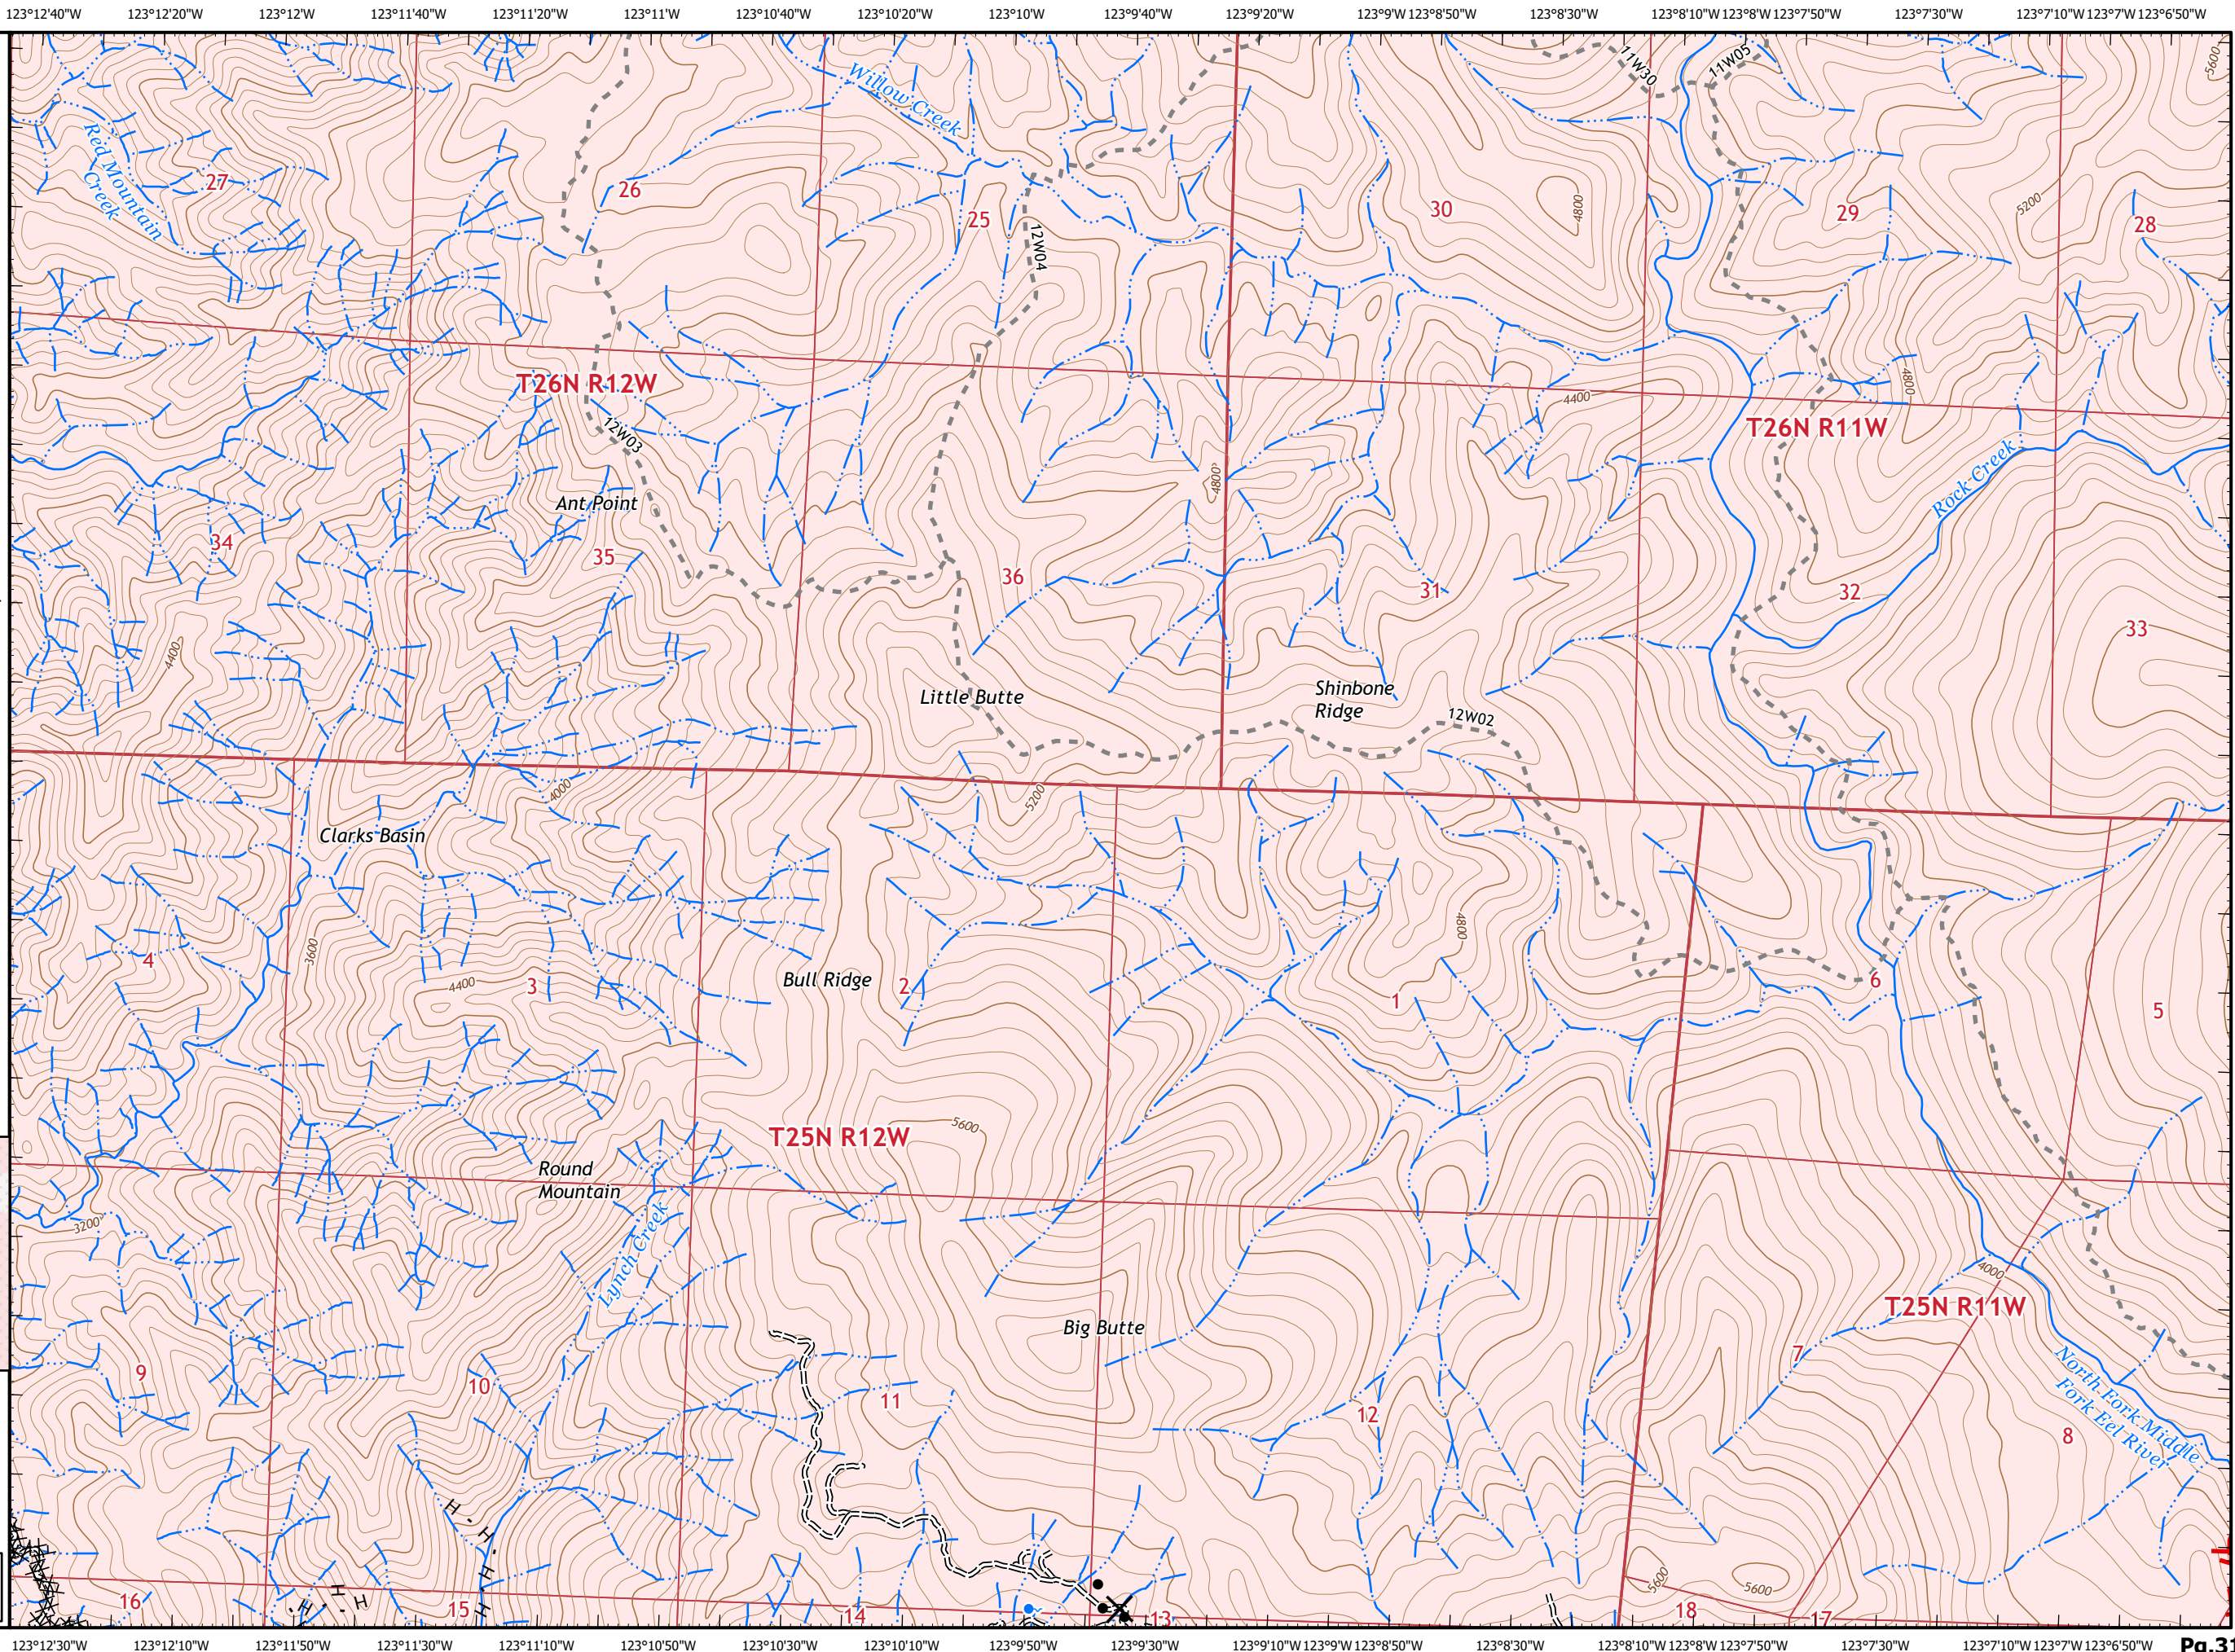 123°12'40"W 123°12'20"W 123°12'W 123°11'40"W 123°11'20"W 123°11'W 123°10'40"W 123°10'20"W 123°10'W 123°9'40"W 123°9'20"W 123°9'W 123°8'50"W 123°8'30"W 123°8'10"W 123°8'W 123°7'50"W 123°7'30"W 123°7'10"W 123°7'W 123°6'50"W
11W30
11W05
5600
Willow Creek
Red Mountain
Creek
27
26
25
30
4800
29
5200
28
12W04
T26N R12W
4400
4800
T26N R11W
12W03
Rock Creek
4800
Ant Point
34
35
36
31
32
33
4400
Little Butte
Shinbone
Ridge
12W02
4000
5200
Clarks Basin
4800
3600
4
4400
3
Bull Ridge
2
1
6
5
5600
T25N R12W
Round
Mountain
3200
Lynch Creek
4000
T25N R11W
Big Butte
7
North Fork Middle
Fork Eel River
9
10
11
12
8
H - H - H - H
H
H H
5600
5600
16
15
14
13
18
17
123°12'30"W 123°12'10"W 123°11'50"W 123°11'30"W 123°11'10"W 123°10'50"W 123°10'30"W 123°10'10"W 123°9'50"W 123°9'30"W 123°9'10"W 123°9'W 123°8'50"W 123°8'30"W 123°8'10"W 123°8'W 123°7'50"W 123°7'30"W 123°7'10"W 123°7'W 123°6'50"W